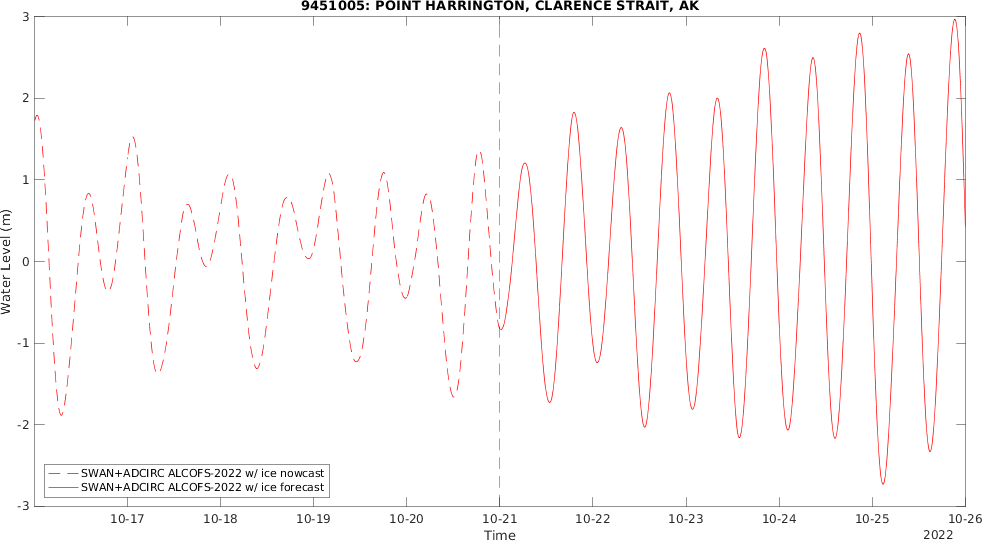 9451005: POINT HARRINGTON, CLARENCE STRAIT, AK
3
2
1
0
-1
-2
-3
Water Level (m)
SWAN+ADCIRC ALCOFS-2022 w/ ice nowcast
SWAN+ADCIRC ALCOFS-2022 w/ ice forecast
10-17 10-18 10-19 10-20 10-21 10-22 10-23 10-24 10-25 10-26
Time
2022